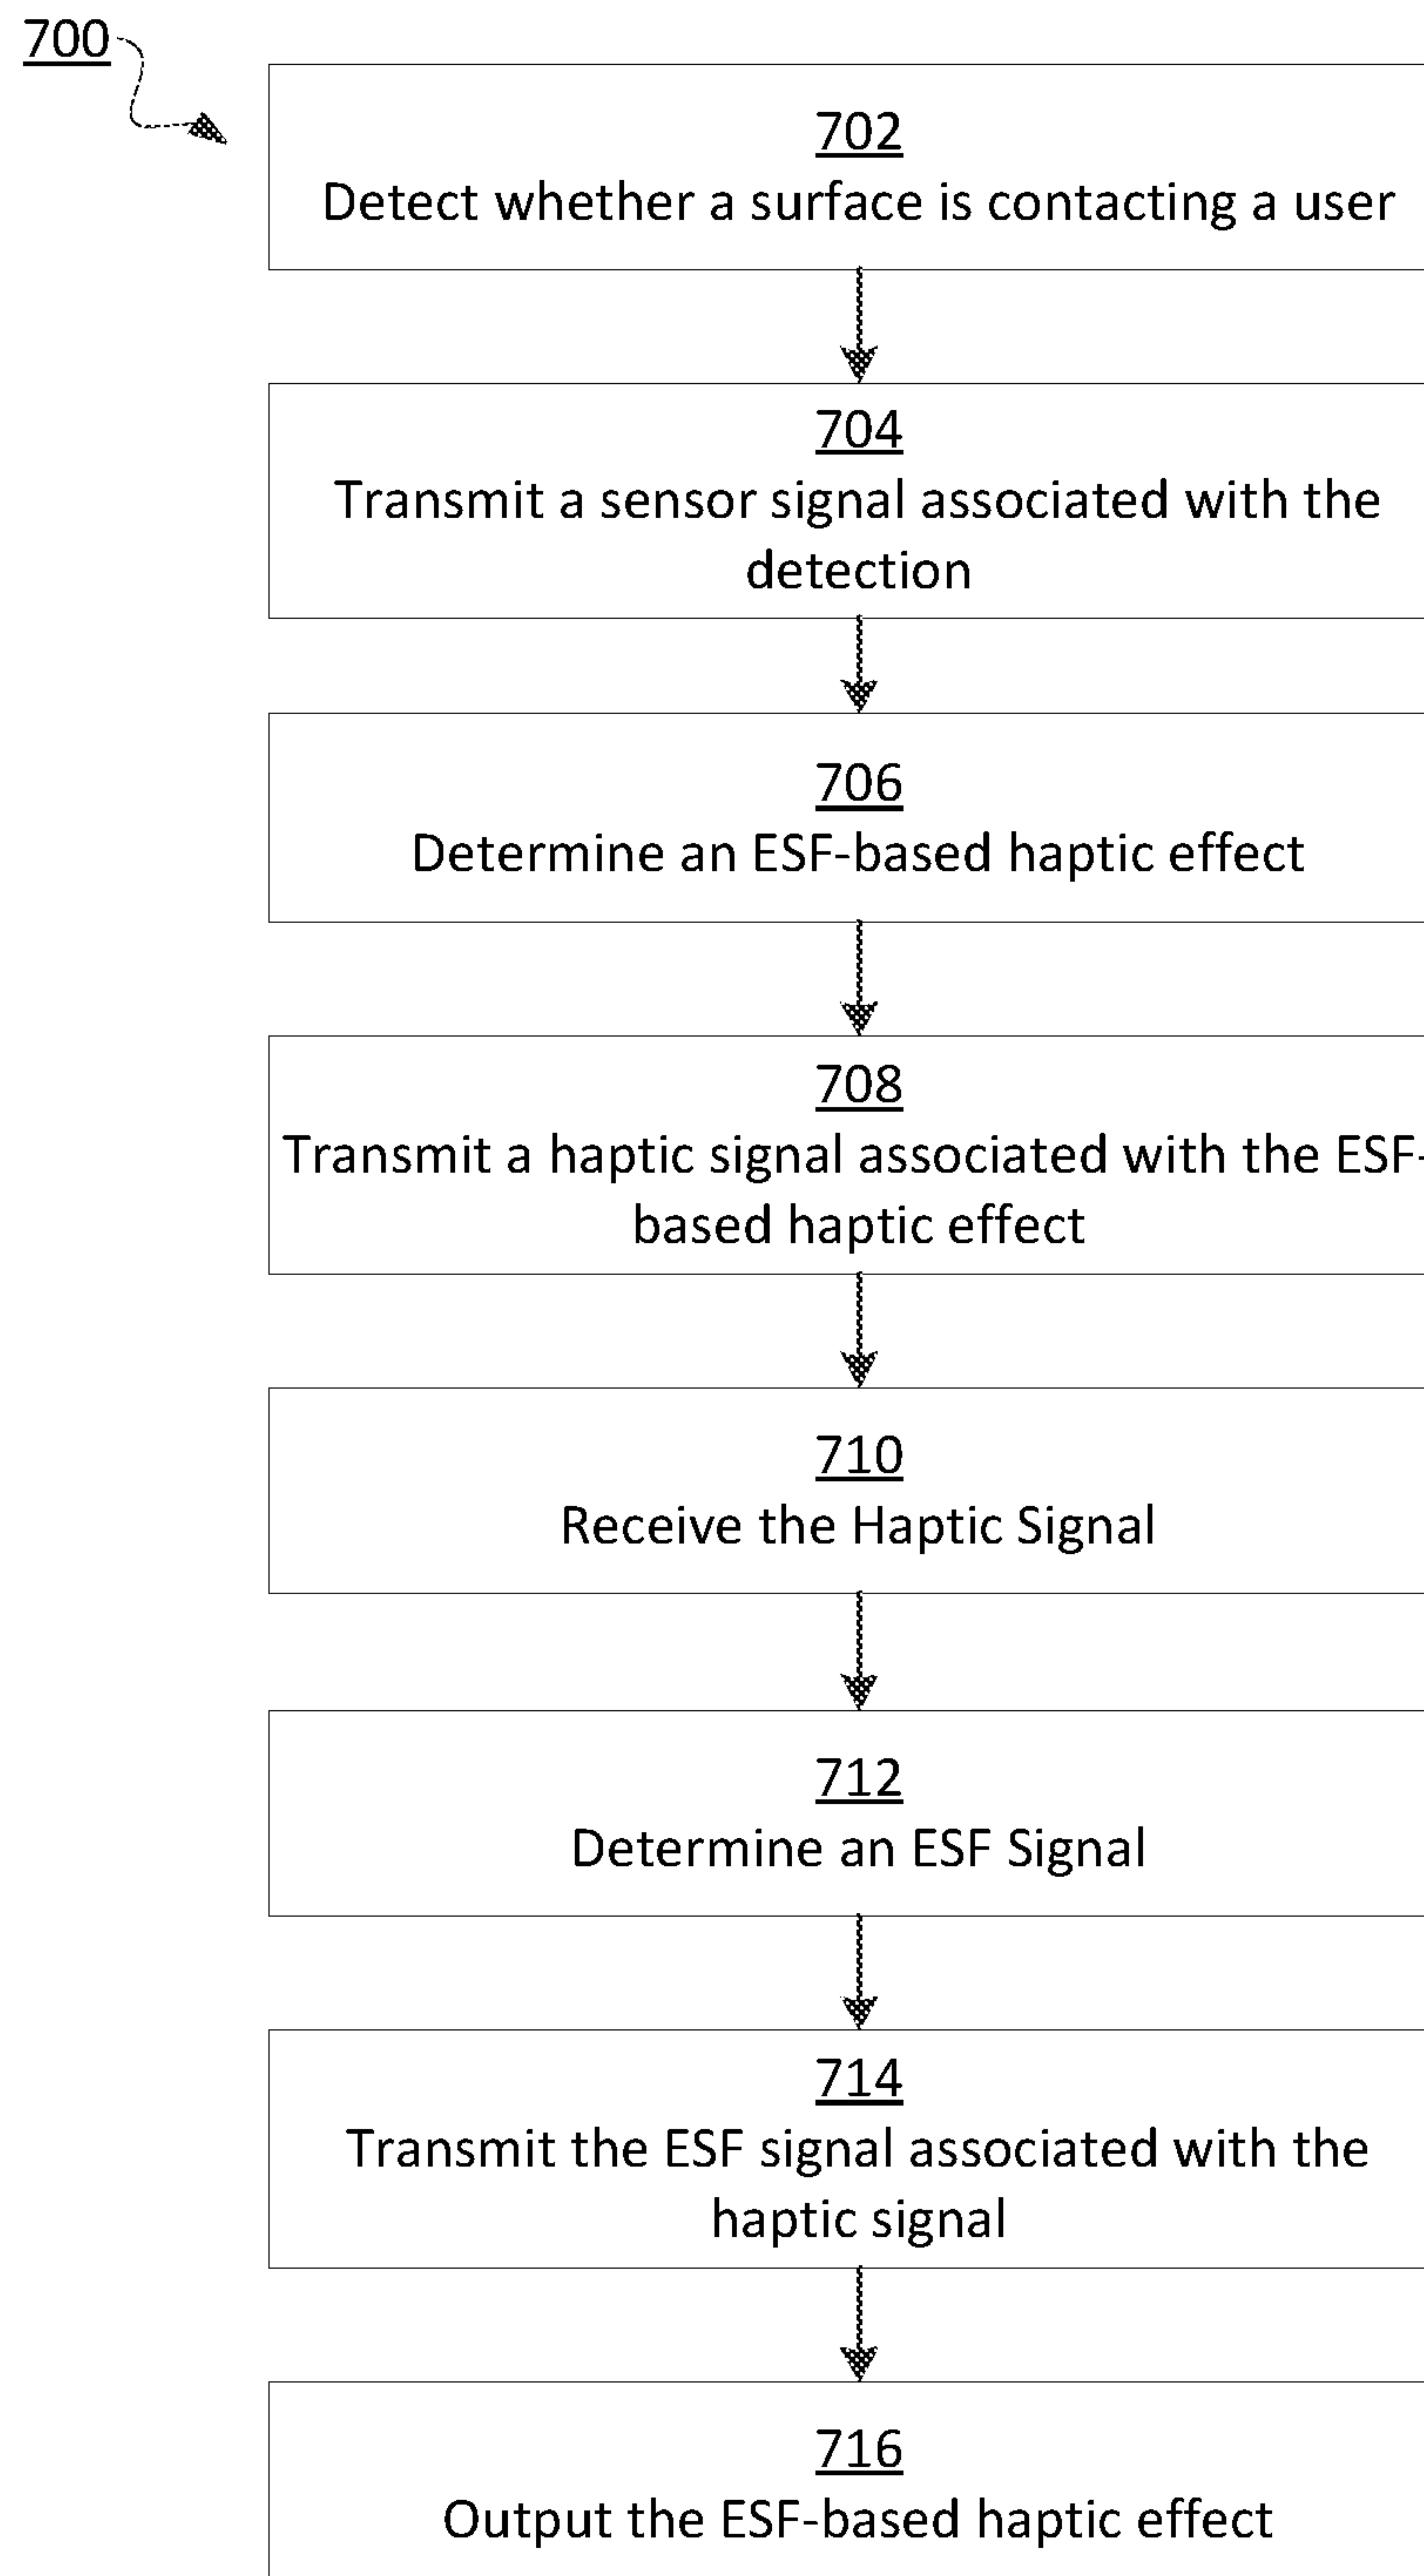 700
702
Detect whether a surface is contacting a user
704
Transmit a sensor signal associated with the
detection
706
Determine an ESF-based haptic effect
708
Transmit a haptic signal associated with the ESF-
based haptic effect
710
Receive the Haptic Signal
712
Determine an ESF Signal
714
Transmit the ESF signal associated with the
haptic signal
716
Output the ESF-based haptic effect